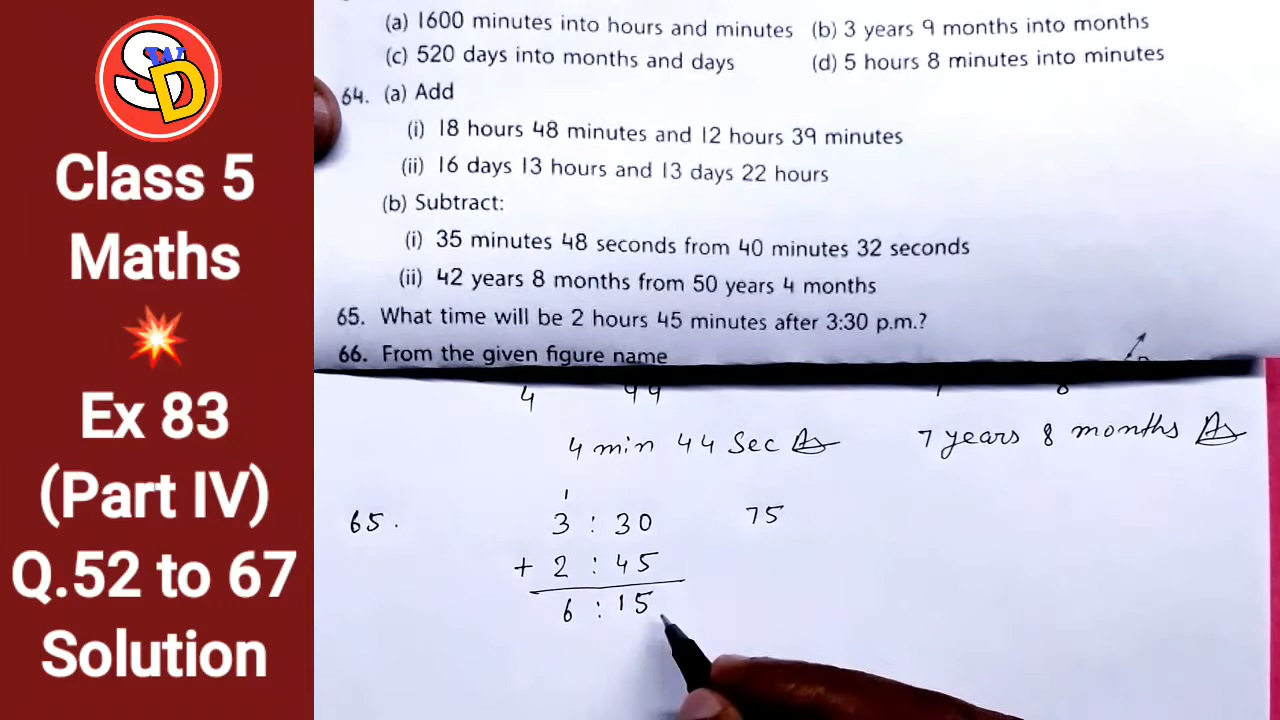 SWD
Class 5
Maths
Ex 83
(Part IV)
Q.52 to 67
Solution
(a) 1600 minutes into hours and minutes (b) 3 years 9 months into months
(c) 520 days into months and days (d) 5 hours 8 minutes into minutes
64. (a) Add
(i) 18 hours 48 minutes and 12 hours 39 minutes
(ii) 16 days 13 hours and 13 days 22 hours
(b) Subtract:
(i) 35 minutes 48 seconds from 40 minutes 32 seconds
(ii) 42 years 8 months from 50 years 4 months
65. What time will be 2 hours 45 minutes after 3:30 p.m.?
66. From the given figure name
4 44
4 min 44 Sec 7 years 8 months
1
65. 3 : 30 75
+ 2 : 45
6 : 15